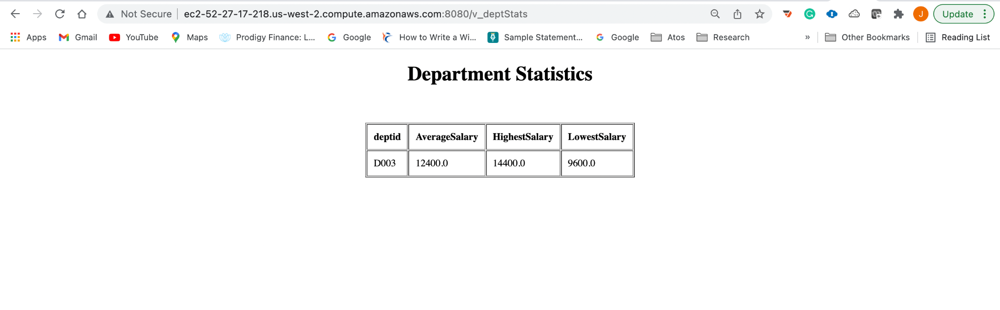 Not Secure ec2-52-27-17-218.us-west-2.compute.amazonaws.com:8080/v_deptStats J Update
Apps Gmail YouTube Maps Prodigy Finance: L... Google How to Write a Wi... Sample Statement... Google Atos Research » Other Bookmarks Reading List
Department Statistics
deptid AverageSalary HighestSalary LowestSalary
D003 12400.0 14400.0 9600.0